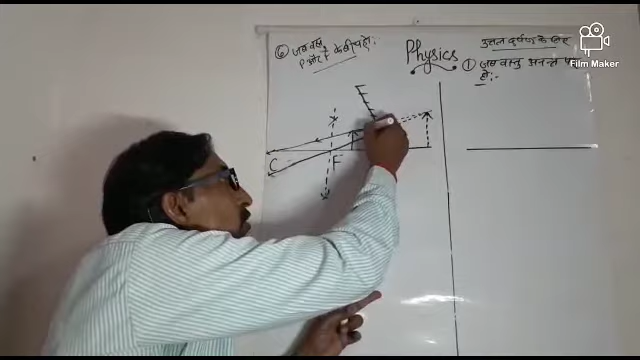 ⑥ जब वस्तु
P और F के बीच हो:
Physics
उत्तल दर्पण के लिए
① जब वस्तु अनन्त पर
हो:-
C
F
Film Maker